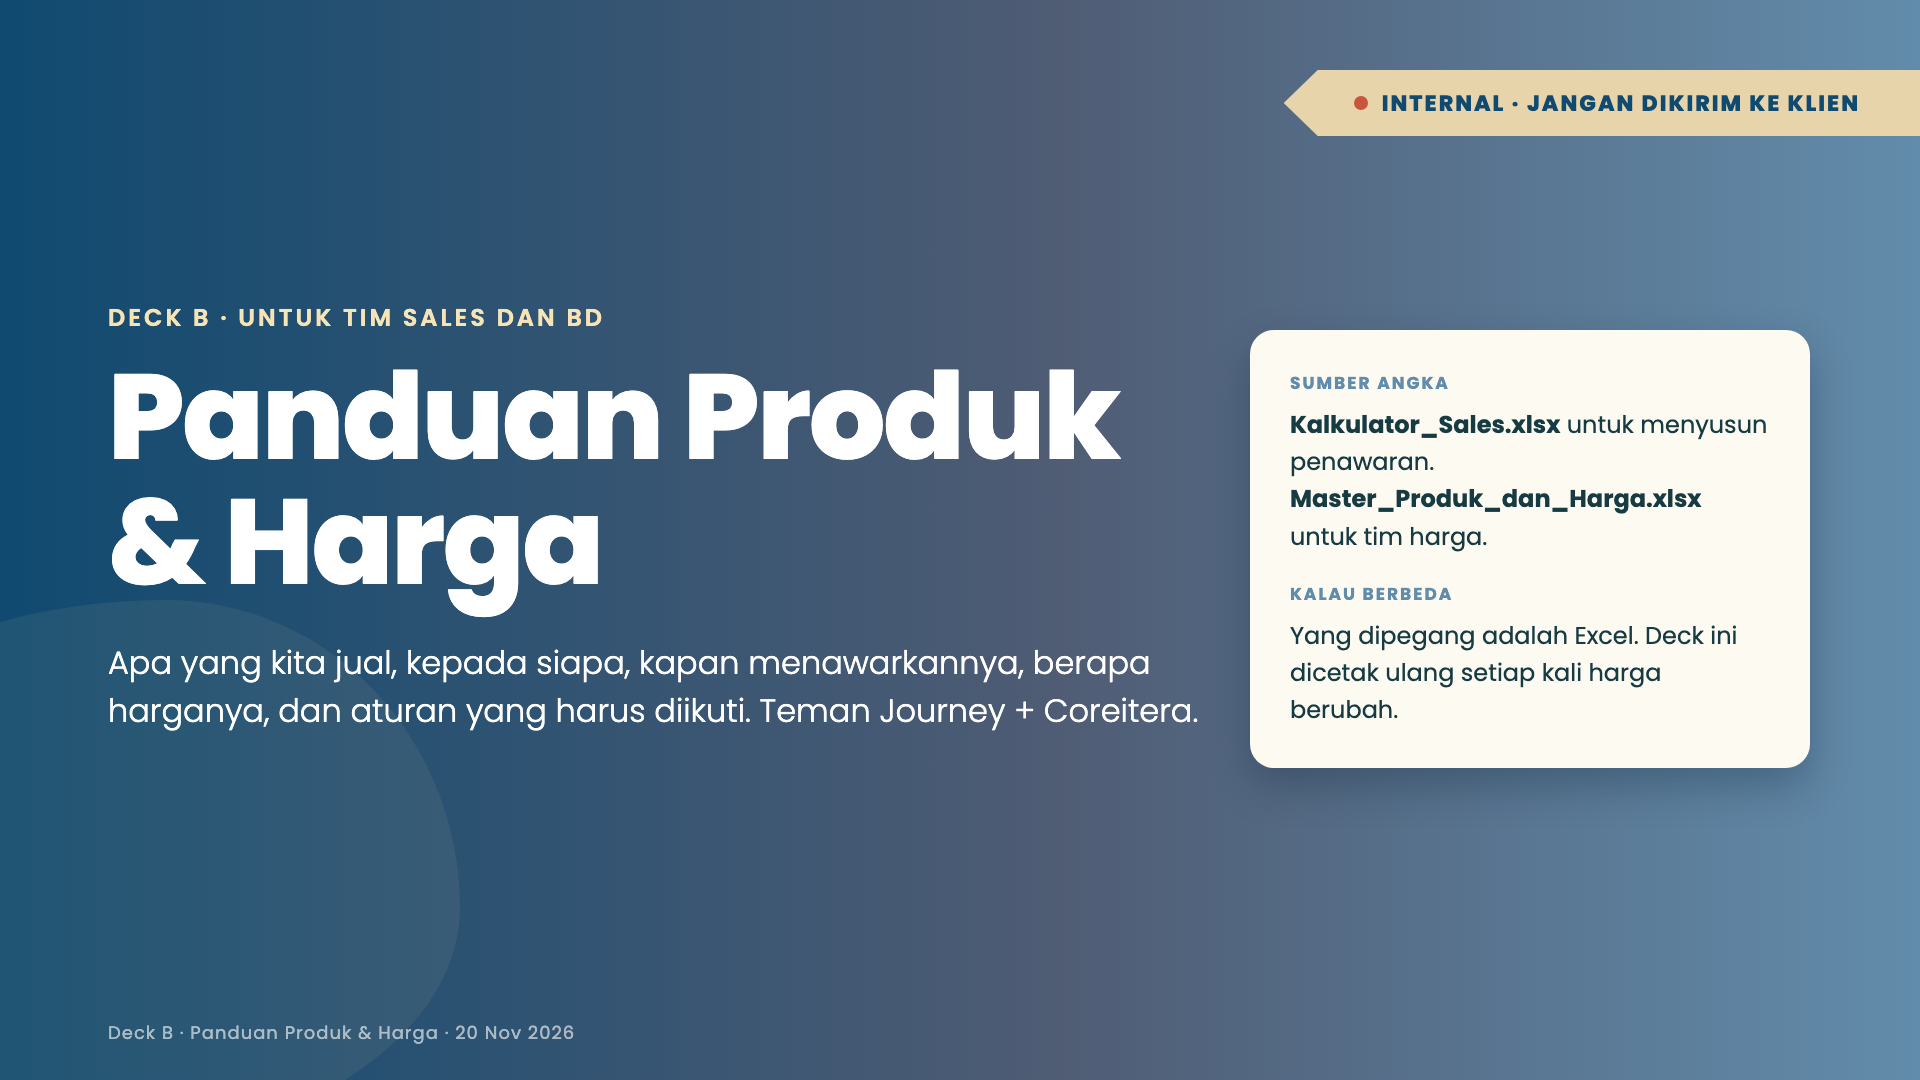 INTERNAL · JANGAN DIKIRIM KE KLIEN
DECK B · UNTUK TIM SALES DAN BD
Panduan Produk
& Harga
Apa yang kita jual, kepada siapa, kapan menawarkannya, berapa
harganya, dan aturan yang harus diikuti. Teman Journey + Coreitera.
SUMBER ANGKA
Kalkulator_Sales.xlsx untuk menyusun
penawaran.
Master_Produk_dan_Harga.xlsx
untuk tim harga.
KALAU BERBEDA
Yang dipegang adalah Excel. Deck ini
dicetak ulang setiap kali harga
berubah.
Deck B · Panduan Produk & Harga · 20 Nov 2026